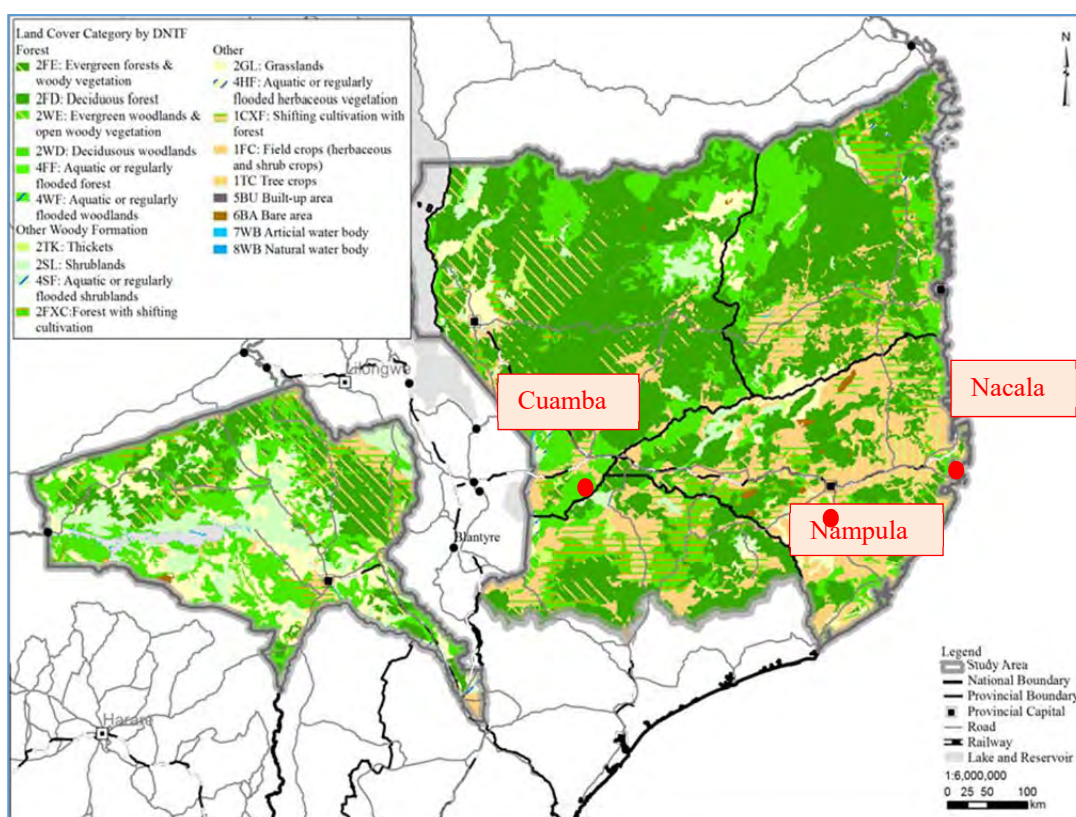 Land Cover Category by DNTF
Forest
2FE: Evergreen forests &
woody vegetation
2FD: Deciduous forest
2WE: Evergreen woodlands &
open woody vegetation
2WD: Decidusous woodlands
4FF: Aquatic or regularly
flooded forest
4WF: Aquatic or regularly
flooded woodlands
Other Woody Formation
2TK: Thickets
2SL: Shrublands
4SF: Aquatic or regularly
flooded shrublands
2FXC:Forest with shifting
cultivation
Other
2GL: Grasslands
4HF: Aquatic or regularly
flooded herbaceous vegetation
1CXF: Shifting cultivation with
forest
1FC: Field crops (herbaceous
and shrub crops)
1TC Tree crops
5BU Built-up area
6BA Bare area
7WB Articial water body
8WB Natural water body
N
Lilongwe
Cuamba
Nacala
Nampula
Blantyre
Harare
Legend
Study Area
National Boundary
Provincial Boundary
Provincial Capital
Road
Railway
Lake and Reservoir
1:6,000,000
0 25 50 100
km